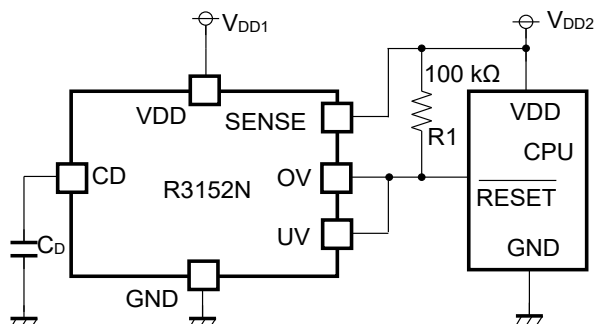 VDD1
VDD2
100 kΩ
VDD
SENSE
R1
VDD
CPU
CD
R3152N
OV
RESET
UV
CD
GND
GND